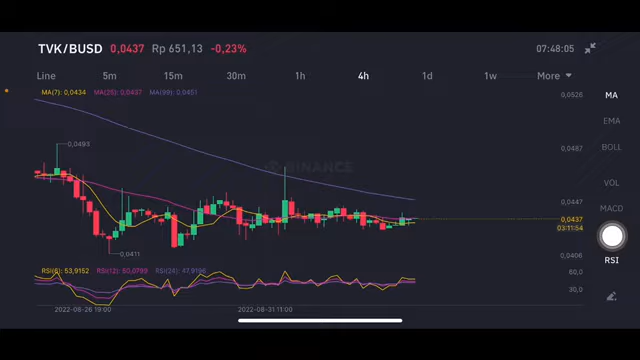 TVK/BUSD 0,0437 Rp 651,13 -0,23% 07:48:05
Line 5m 15m 30m 1h 4h 1d 1w More
MA(7): 0,0434 MA(25): 0,0437 MA(99): 0,0451
0,0526
MA
EMA
0,0493
0,0487
BOLL
BINANCE
VOL
0,0447
MACD
0,0437
03:11:54
0,0411
0,0406
RSI
RSI(6): 53,9152 RSI(12): 50,0799 RSI(24): 47,9196
60,0
30,0
2022-08-26 19:00 2022-08-31 11:00